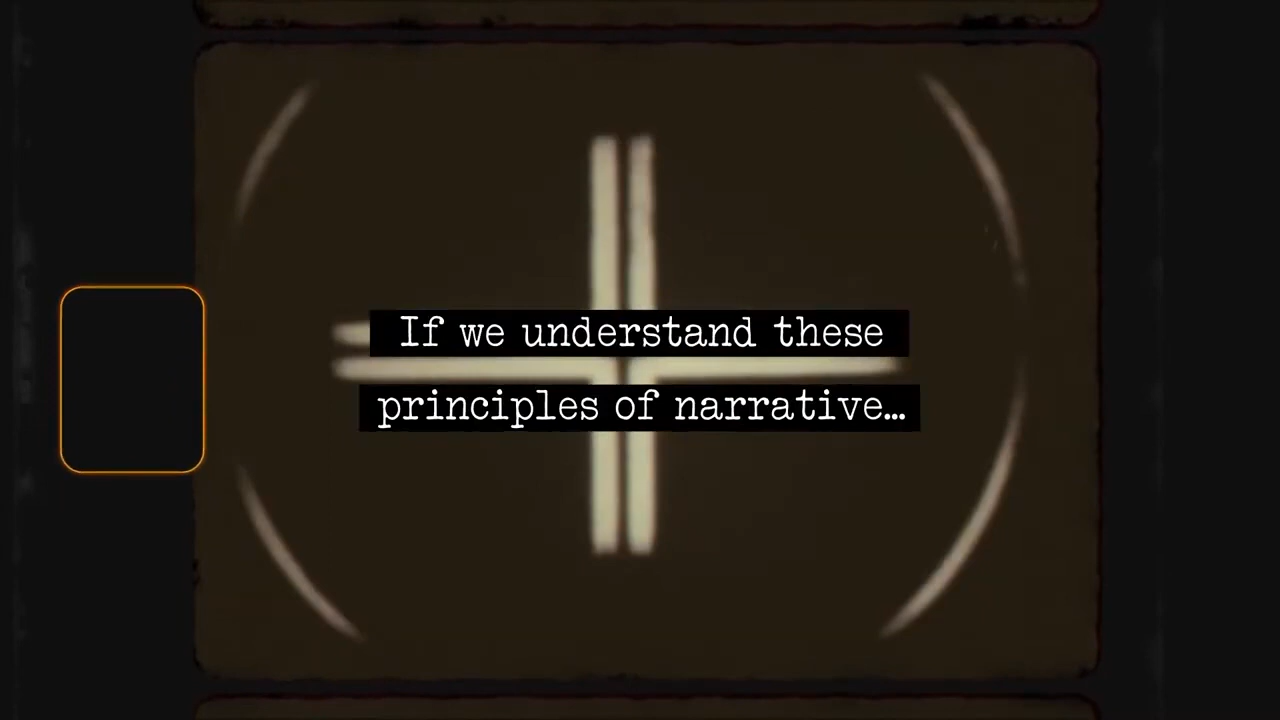 If we understand these
principles of narrative…